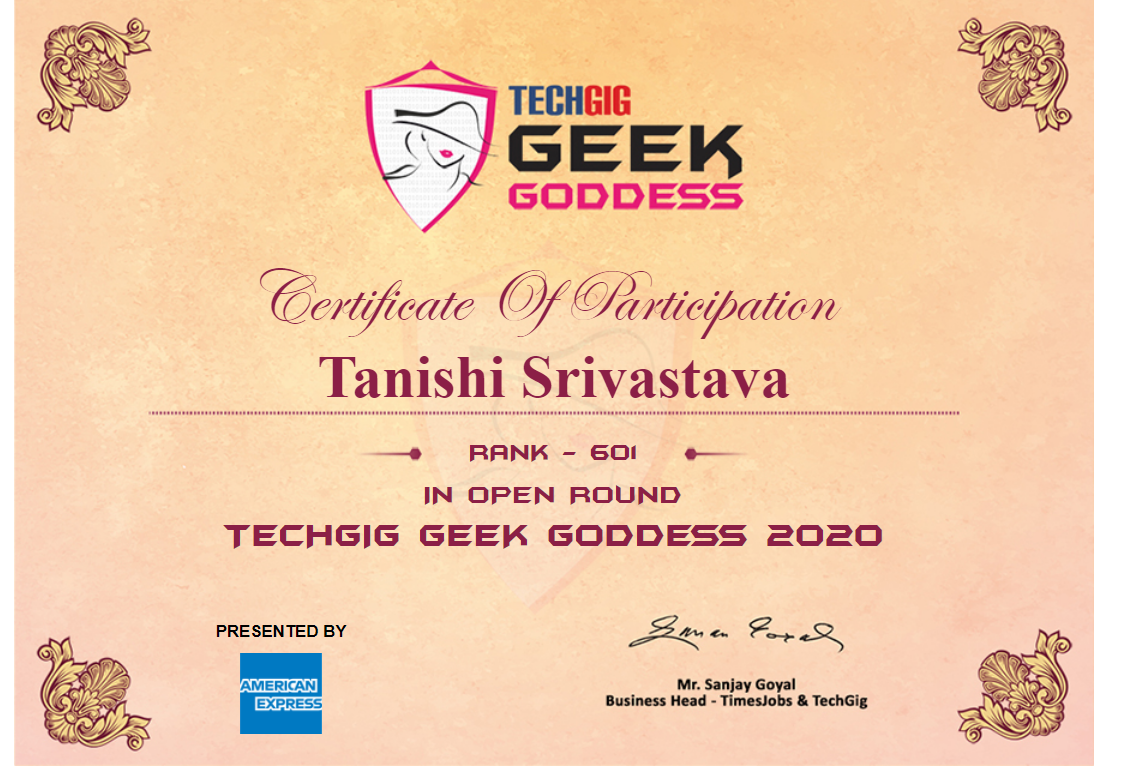 TECHGIG
GEEK
GODDESS
Certificate Of Participation
Tanishi Srivastava
RANK - 601
IN OPEN ROUND
TECHGIG GEEK GODDESS 2020
PRESENTED BY
AMERICAN
EXPRESS
Mr. Sanjay Goyal
Business Head - TimesJobs & TechGig